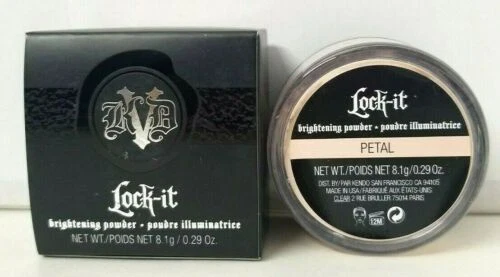 KVD
Lock-it
brightening powder • poudre illuminatrice
NET WT./POIDS NET 8.1g / 0.29 Oz.
Lock-it
brightening powder • poudre illuminatrice
PETAL
NET WT./POIDS NET 8.1g/0.29 Oz.
DIST. BY/PAR KENDO SAN FRANCISCO CA 94105
MADE IN USA/FABRIQUÉ AUX ÉTATS-UNIS:
CLEAR 2 RUE BRULLER 75014 PARIS
12M